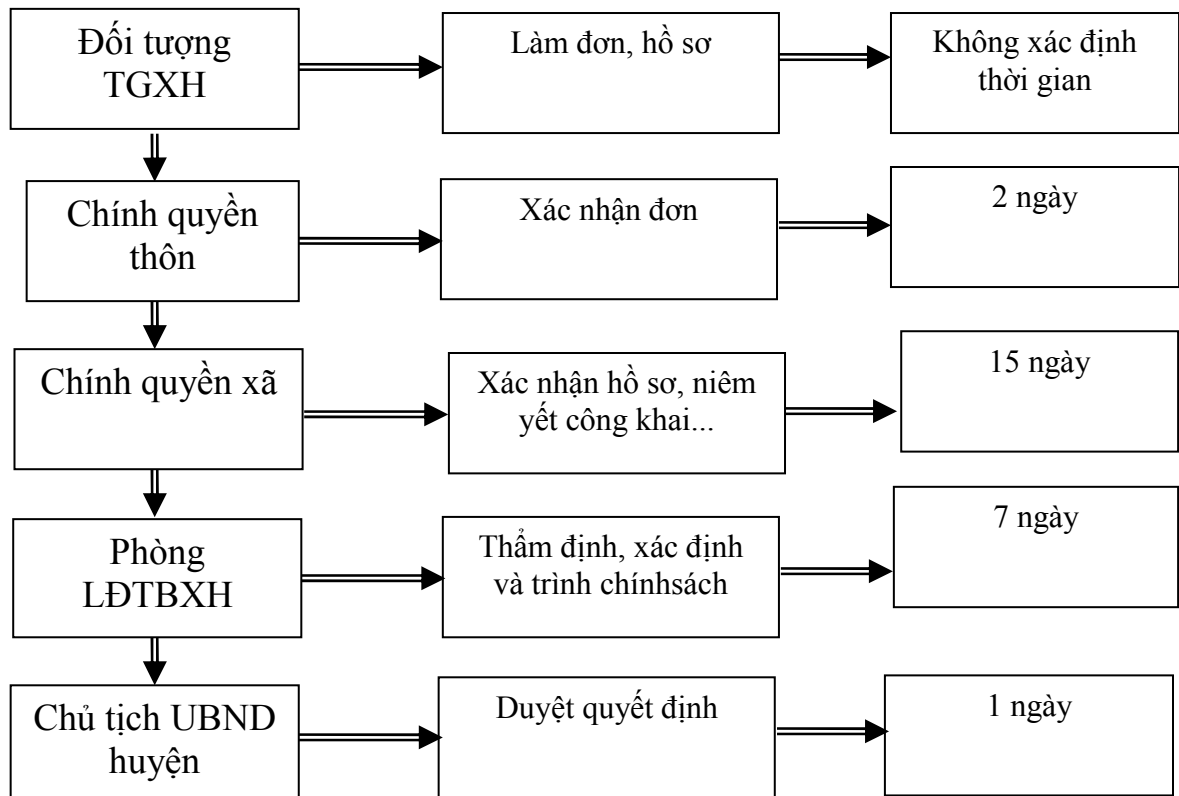 Đối tượng
TGXH
Làm đơn, hồ sơ
Không xác định
thời gian
Chính quyền
thôn
Xác nhận đơn
2 ngày
Chính quyền xã
Xác nhận hồ sơ, niêm
yết công khai...
15 ngày
Phòng
LĐTBXH
Thẩm định, xác định
và trình chínhsách
7 ngày
Chủ tịch UBND
huyện
Duyệt quyết định
1 ngày